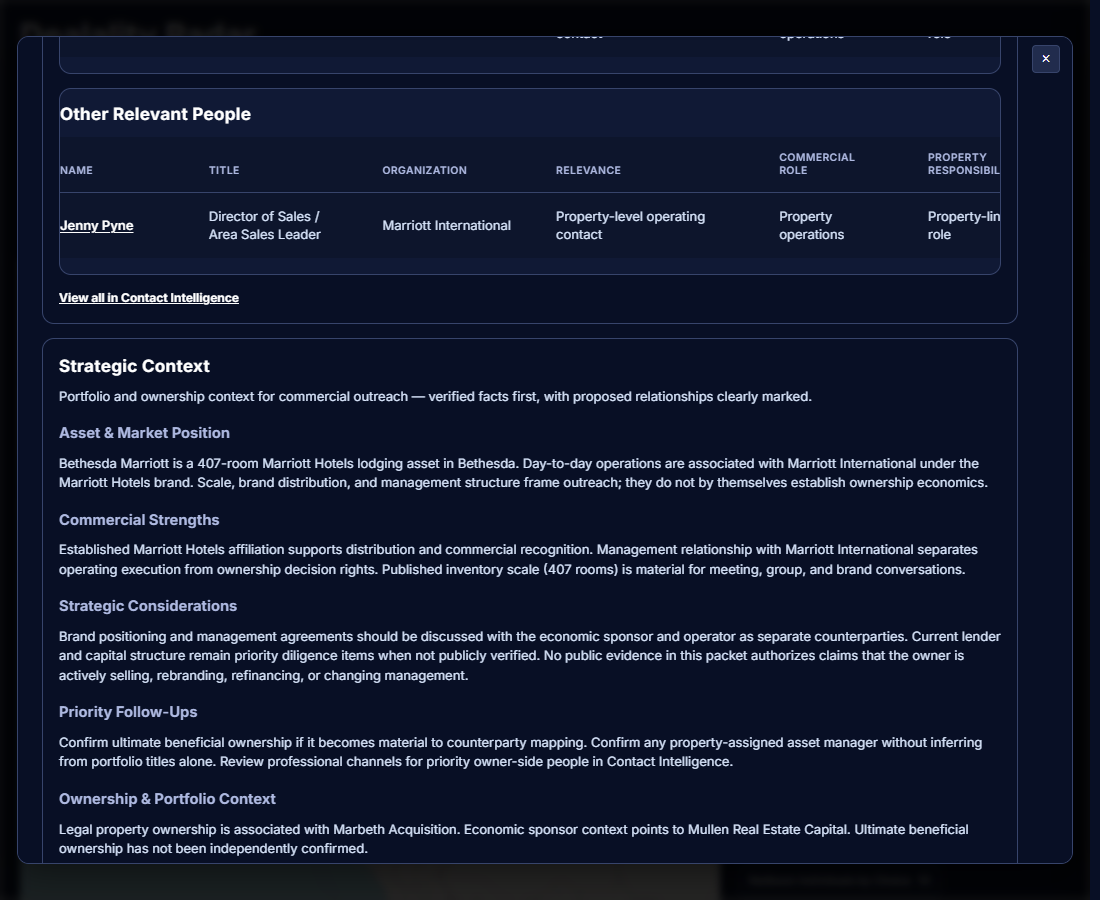 ×
Other Relevant People
NAME TITLE ORGANIZATION RELEVANCE COMMERCIAL ROLE PROPERTY RESPONSIBIL
Jenny Pyne Director of Sales / Area Sales Leader Marriott International Property-level operating contact Property operations Property-lin role
View all in Contact Intelligence
Strategic Context
Portfolio and ownership context for commercial outreach — verified facts first, with proposed relationships clearly marked.
Asset & Market Position
Bethesda Marriott is a 407-room Marriott Hotels lodging asset in Bethesda. Day-to-day operations are associated with Marriott International under the
Marriott Hotels brand. Scale, brand distribution, and management structure frame outreach; they do not by themselves establish ownership economics.
Commercial Strengths
Established Marriott Hotels affiliation supports distribution and commercial recognition. Management relationship with Marriott International separates
operating execution from ownership decision rights. Published inventory scale (407 rooms) is material for meeting, group, and brand conversations.
Strategic Considerations
Brand positioning and management agreements should be discussed with the economic sponsor and operator as separate counterparties. Current lender
and capital structure remain priority diligence items when not publicly verified. No public evidence in this packet authorizes claims that the owner is
actively selling, rebranding, refinancing, or changing management.
Priority Follow-Ups
Confirm ultimate beneficial ownership if it becomes material to counterparty mapping. Confirm any property-assigned asset manager without inferring
from portfolio titles alone. Review professional channels for priority owner-side people in Contact Intelligence.
Ownership & Portfolio Context
Legal property ownership is associated with Marbeth Acquisition. Economic sponsor context points to Mullen Real Estate Capital. Ultimate beneficial
ownership has not been independently confirmed.